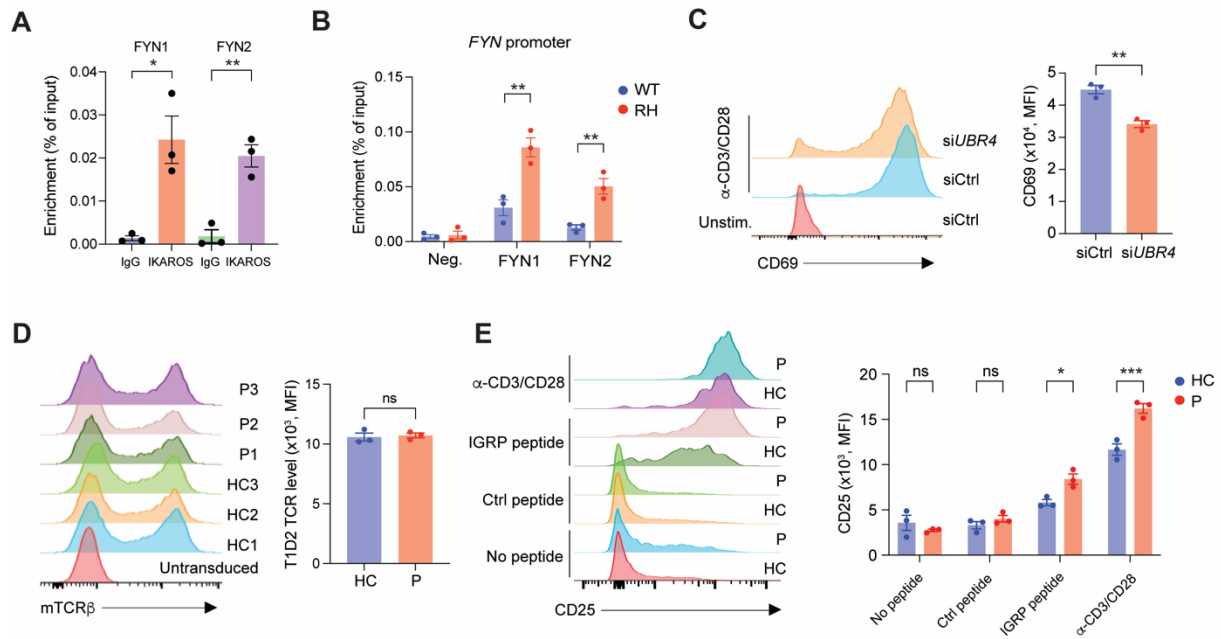 A
FYN1
FYN2
*
**
Enrichment (% of input)
0.04
0.03
0.02
0.01
0.00
IgG IKAROS IgG IKAROS
B
FYN promoter
WT
RH
**
**
Enrichment (% of input)
0.15
0.10
0.05
0.00
Neg.
FYN1
FYN2
C
α-CD3/CD28
siUBR4
siCtrl
Unstim.
siCtrl
CD69
**
CD69 (x10⁴, MFI)
5
4
3
2
1
0
siCtrl siUBR4
D
P3
P2
P1
HC3
HC2
HC1
Untransduced
mTCRβ
ns
T1D2 TCR level (x10³, MFI)
15
10
5
0
HC
P
E
α-CD3/CD28
P
HC
IGRP peptide
P
HC
Ctrl peptide
P
HC
No peptide
P
HC
CD25
HC
P
ns
ns
*
***
CD25 (x10³, MFI)
20
15
10
5
0
No peptide
Ctrl peptide
IGRP peptide
α-CD3/CD28